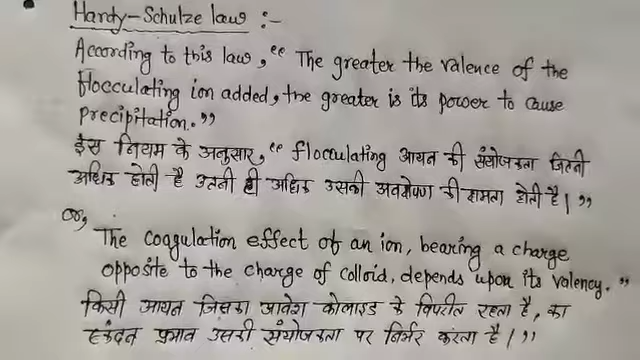 Hardy-Schulze law :-
According to this law, "The greater the valence of the
flocculating ion added, the greater is its power to cause
Precipitation."
इस नियम के अनुसार, "flocculating आयन की संयोजकता जितनी
अधिक होती है उतनी ही अधिक उसकी अवक्षेपण की क्षमता होती है।"
or,
The coagulation effect of an ion, bearing a charge
opposite to the charge of colloid, depends upon its valency."
किसी आयन जिसका आवेश कोलाइड के विपरीत रहता है, का
स्कंदन प्रभाव उसकी संयोजकता पर निर्भर करता है।"